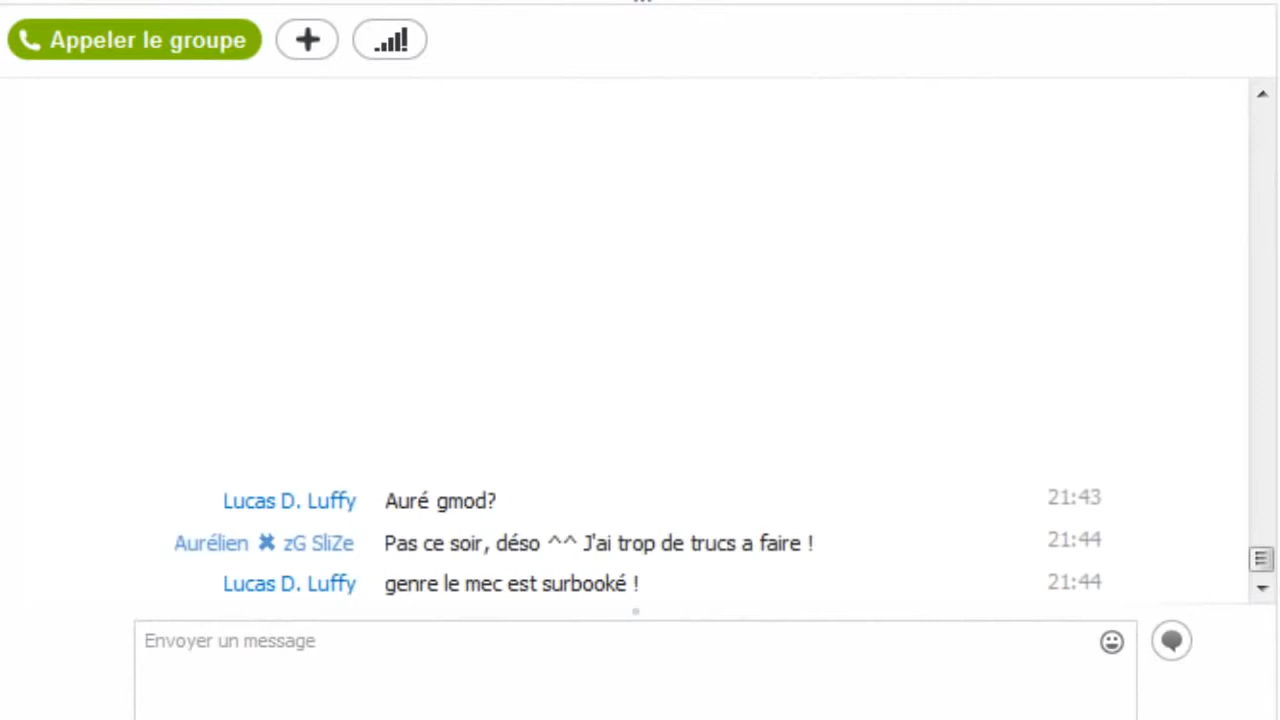 Appeler le groupe
Lucas D. Luffy Auré gmod? 21:43
Aurélien ✖ zG SliZe Pas ce soir, déso ^^ J'ai trop de trucs a faire ! 21:44
Lucas D. Luffy genre le mec est surbooké ! 21:44
Envoyer un message